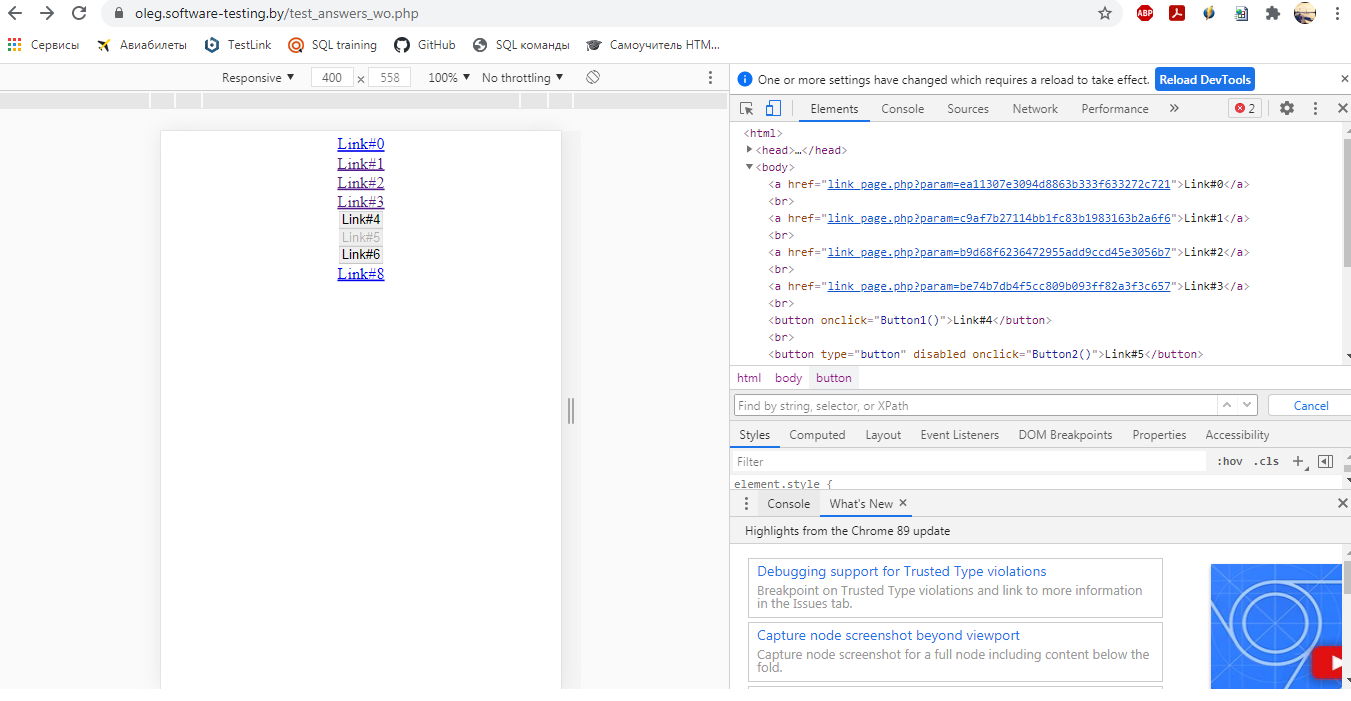 oleg.software-testing.by/test_answers_wo.php
ABP
Сервисы Авиабилеты TestLink SQL training GitHub SQL команды Самоучитель HTM...
Responsive ▼ 400 x 558 100% ▼ No throttling ▼
One or more settings have changed which requires a reload to take effect. Reload DevTools ×
Elements Console Sources Network Performance » 2
Link#0
Link#1
Link#2
Link#3
Link#4
Link#5
Link#6
Link#8
<html>
▶<head>…</head>
▼<body>
<a href="link_page.php?param=ea11307e3094d8863b333f633272c721">Link#0</a>
<br>
<a href="link_page.php?param=c9af7b27114bb1fc83b1983163b2a6f6">Link#1</a>
<br>
<a href="link_page.php?param=b9d68f6236472955add9ccd45e3056b7">Link#2</a>
<br>
<a href="link_page.php?param=be74b7db4f5cc809b093ff82a3f3c657">Link#3</a>
<br>
<button onclick="Button1()">Link#4</button>
<br>
<button type="button" disabled onclick="Button2()">Link#5</button>
html body button
Find by string, selector, or XPath Cancel
Styles Computed Layout Event Listeners DOM Breakpoints Properties Accessibility
Filter :hov .cls +
element.style {
Console What's New ×
Highlights from the Chrome 89 update
Debugging support for Trusted Type violations
Breakpoint on Trusted Type violations and link to more information
in the Issues tab.
Capture node screenshot beyond viewport
Capture node screenshot for a full node including content below the
fold.